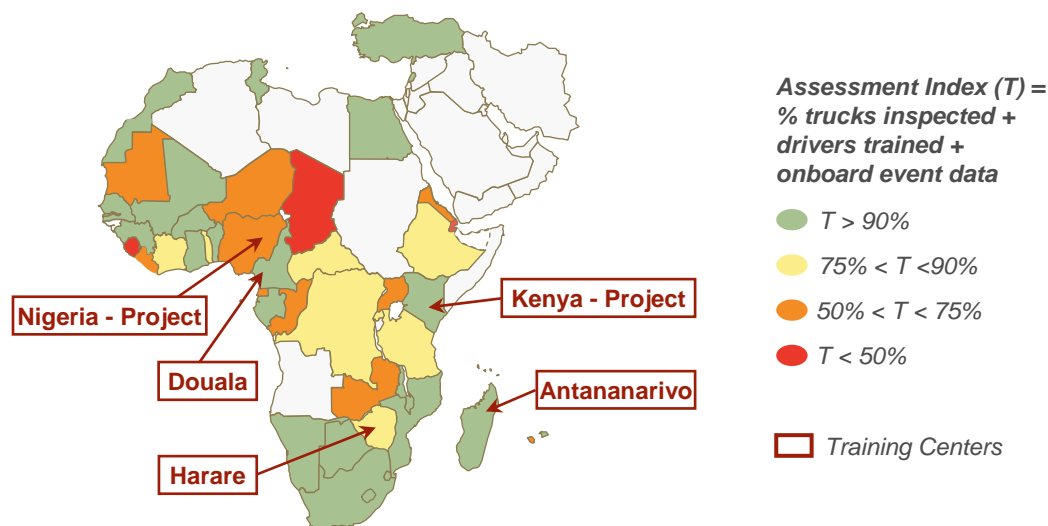 Assessment Index (T) =
% trucks inspected +
drivers trained +
onboard event data
T > 90%
75% < T <90%
50% < T < 75%
T < 50%
Training Centers
Nigeria - Project
Kenya - Project
Douala
Antananarivo
Harare